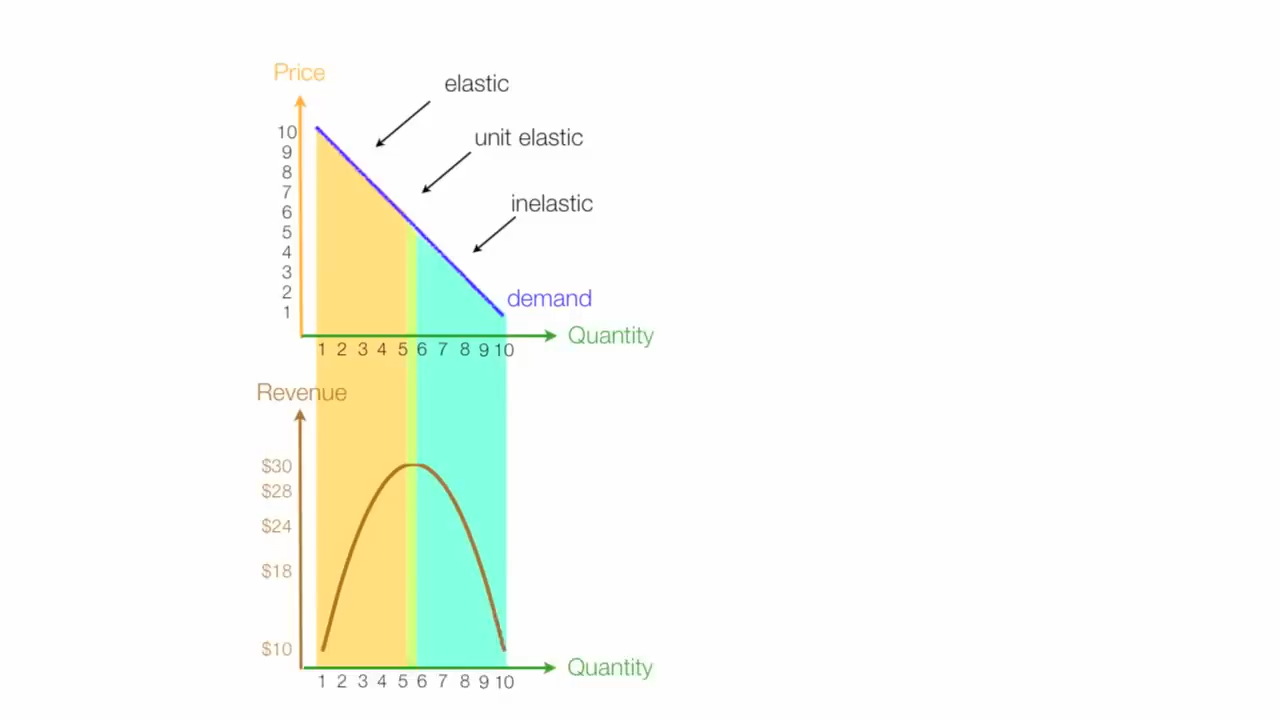 Price
elastic
unit elastic
inelastic
10
9
8
7
6
5
4
3
2
1
demand
Quantity
1 2 3 4 5 6 7 8 9 10
Revenue
$30
$28
$24
$18
$10
Quantity
1 2 3 4 5 6 7 8 9 10